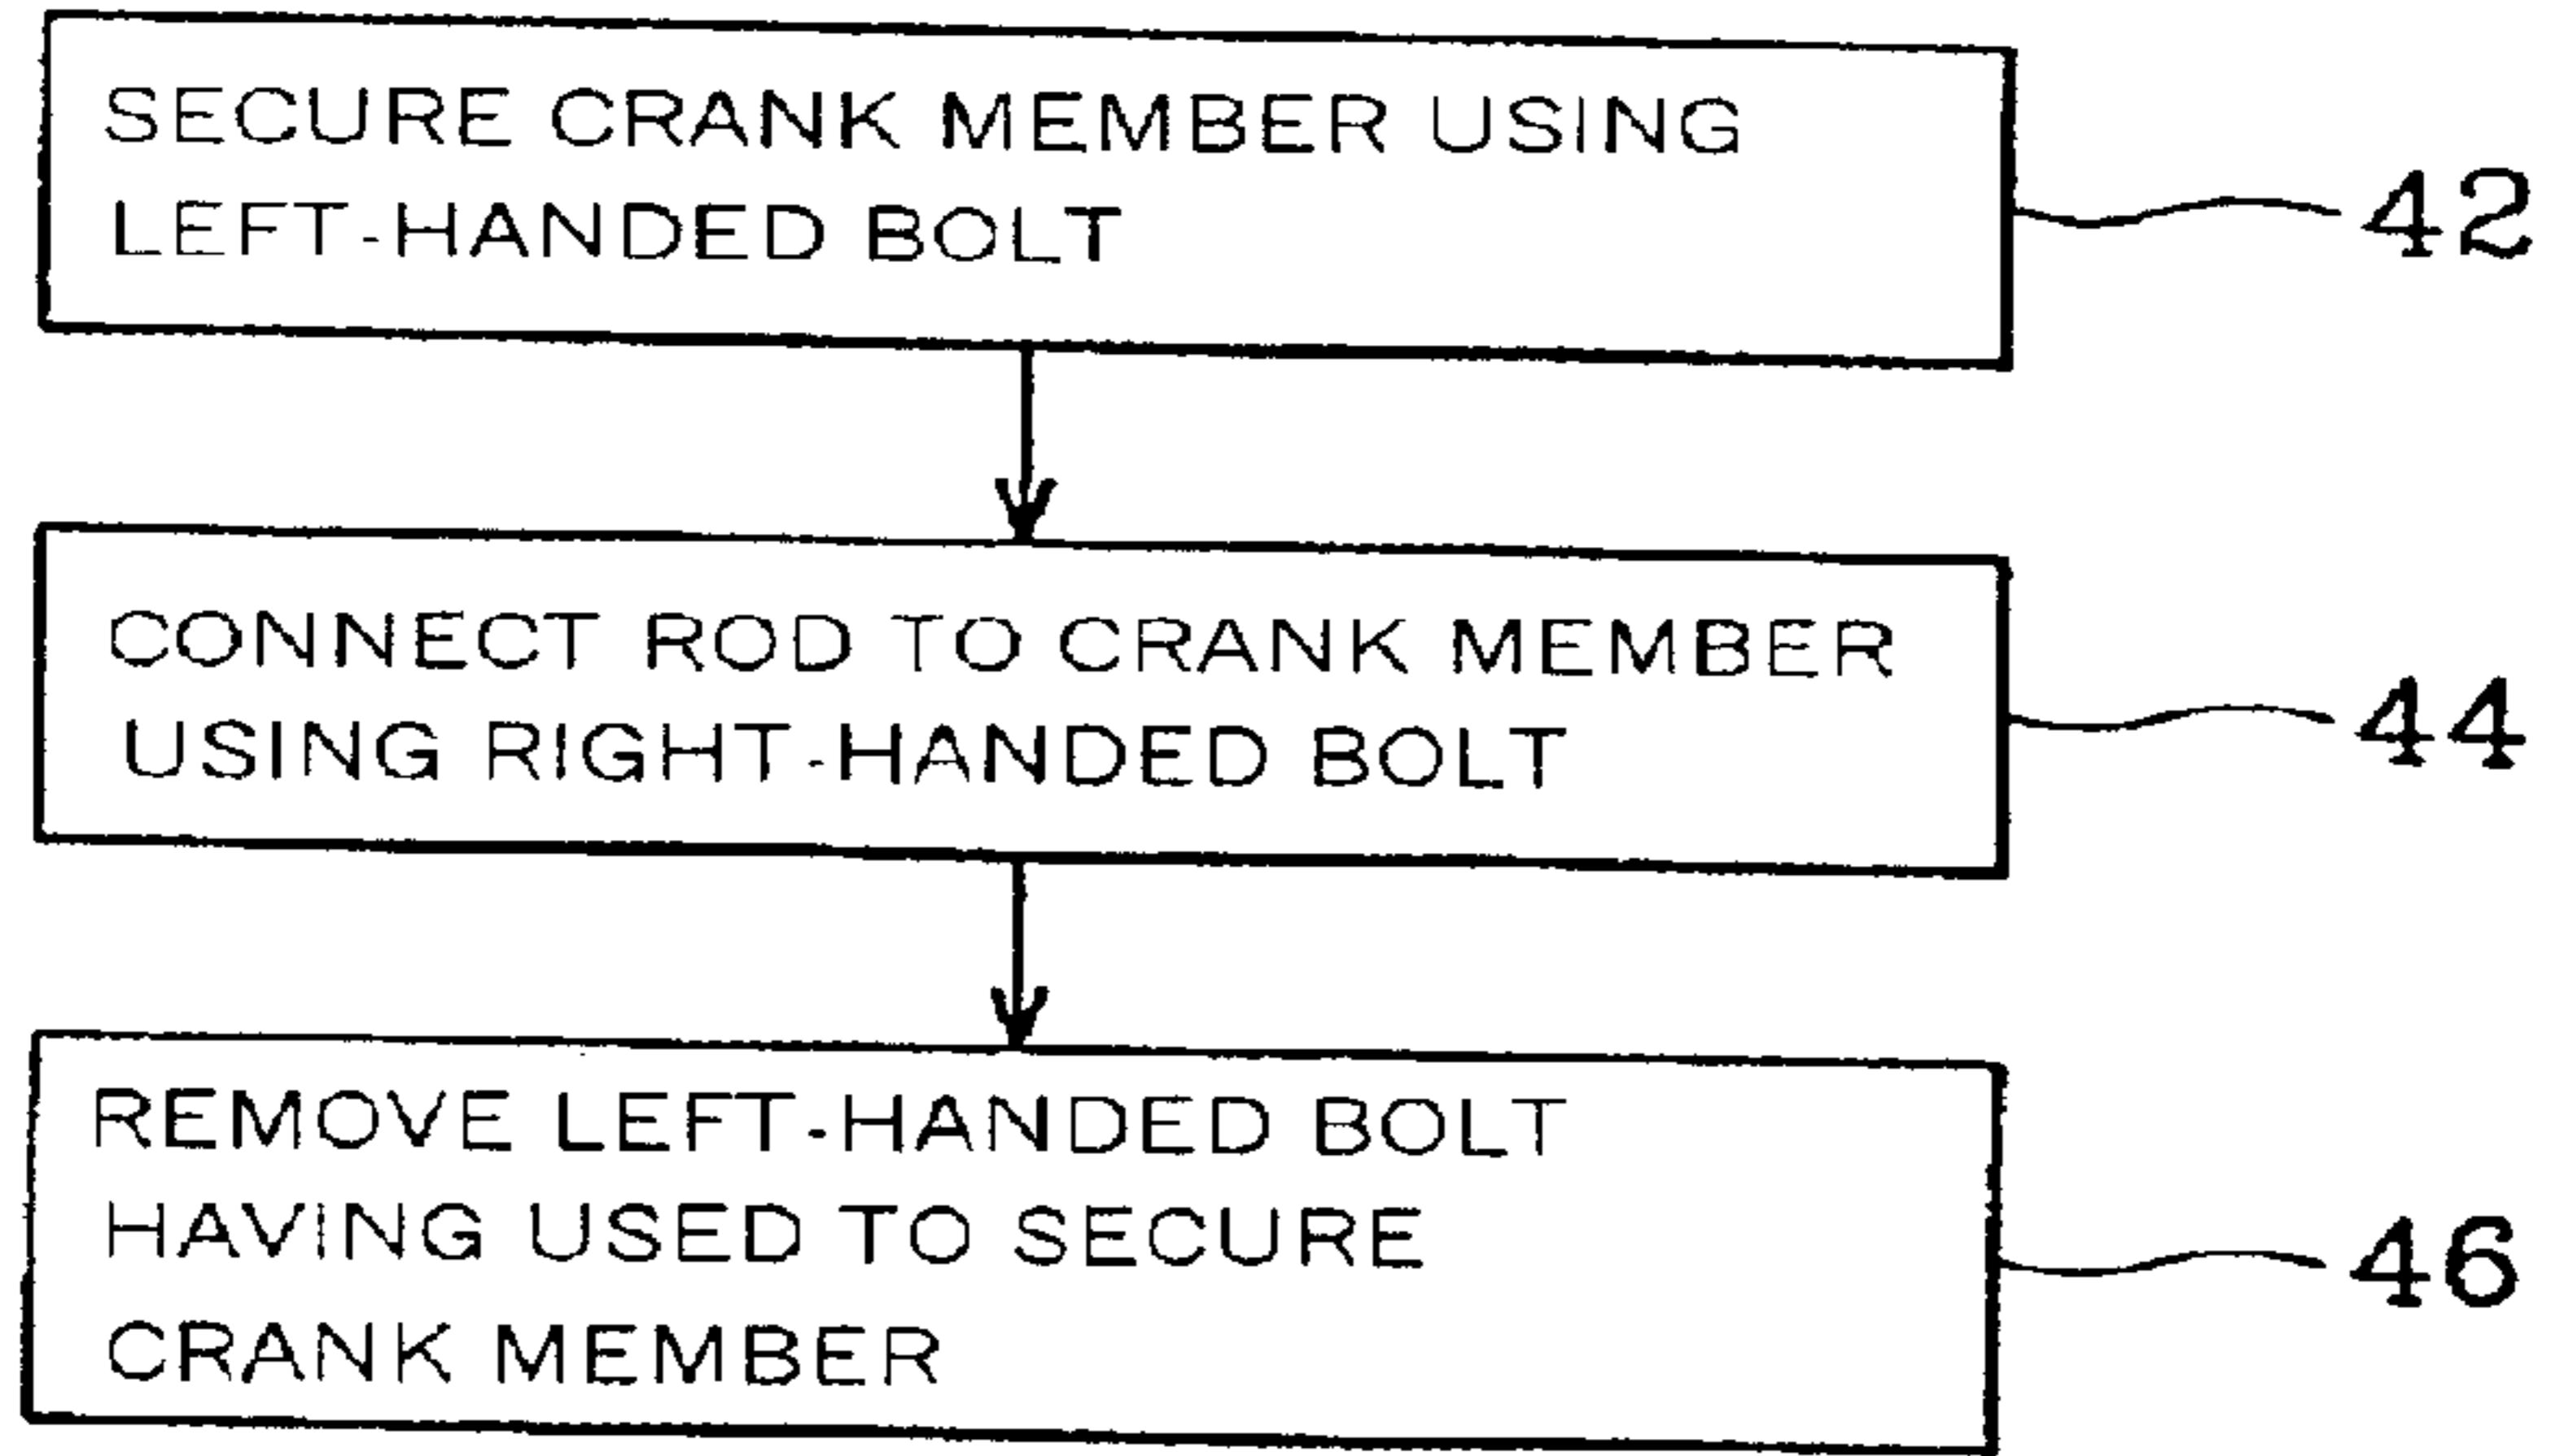 SECURE CRANK MEMBER USING
LEFT-HANDED BOLT
42
CONNECT ROD TO CRANK MEMBER
USING RIGHT-HANDED BOLT
44
REMOVE LEFT-HANDED BOLT
HAVING USED TO SECURE
CRANK MEMBER
46